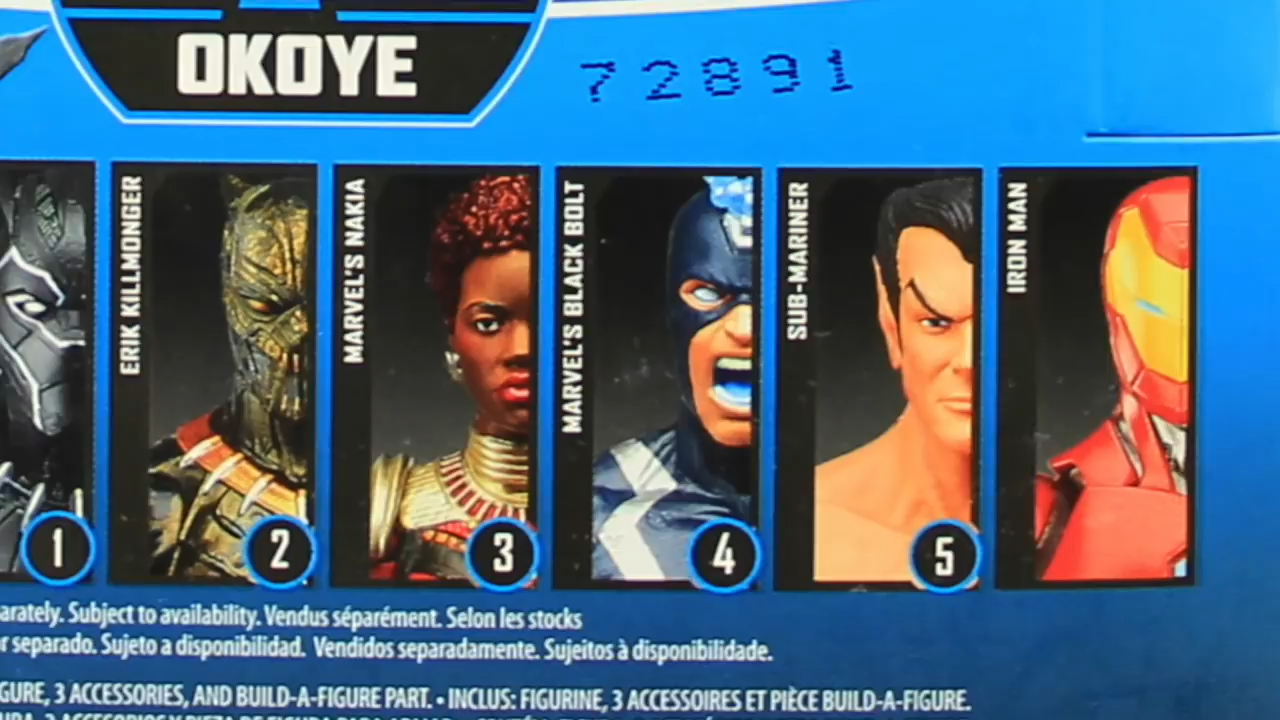 OKOYE
72891
ERIK KILLMONGER
MARVEL'S NAKIA
MARVEL'S BLACK BOLT
SUB-MARINER
IRON MAN
1
2
3
4
5
arately. Subject to availability. Vendus séparément. Selon les stocks
r separado. Sujeto a disponibilidad. Vendidos separadamente. Sujeitos à disponibilidade.
GURE, 3 ACCESSORIES, AND BUILD-A-FIGURE PART. • INCLUS: FIGURINE, 3 ACCESSOIRES ET PIÈCE BUILD-A-FIGURE.